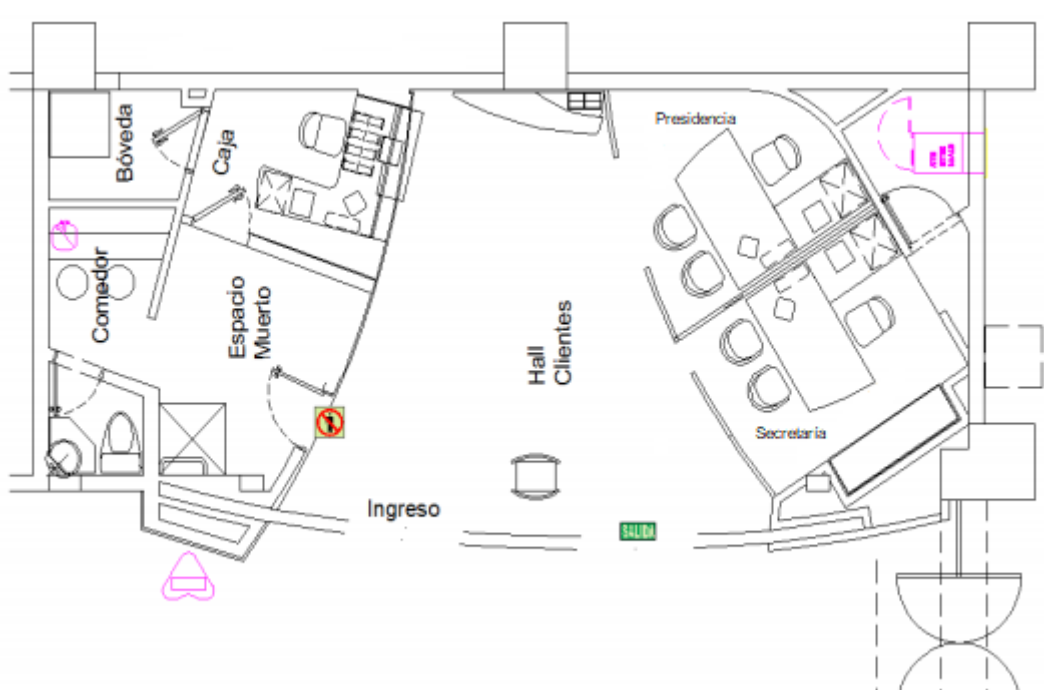 Presidencia
Bóveda
Caja
Comedor
Espacio
Muerto
Hall
Clientes
Secretaria
Ingreso
SALIDA